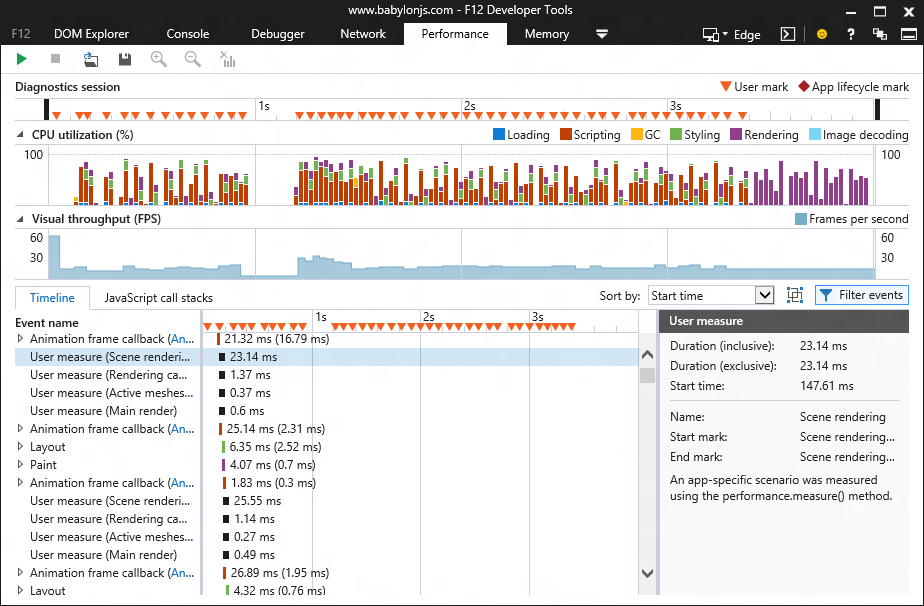 www.babylonjs.com - F12 Developer Tools
F12 DOM Explorer Console Debugger Network Performance Memory Edge ?
Diagnostics session User mark App lifecycle mark
1s 2s 3s
CPU utilization (%) Loading Scripting GC Styling Rendering Image decoding
100 100
Visual throughput (FPS) Frames per second
60 60
30 30
Timeline JavaScript call stacks Sort by: Start time Filter events
Event name 1s 2s 3s
Animation frame callback (An... 21.32 ms (16.79 ms)
User measure (Scene renderi... 23.14 ms
User measure (Rendering ca... 1.37 ms
User measure (Active meshes... 0.37 ms
User measure (Main render) 0.6 ms
Animation frame callback (An... 25.14 ms (2.31 ms)
Layout 6.35 ms (2.52 ms)
Paint 4.07 ms (0.7 ms)
Animation frame callback (An... 1.83 ms (0.3 ms)
User measure (Scene renderi... 25.55 ms
User measure (Rendering ca... 1.14 ms
User measure (Active meshes... 0.27 ms
User measure (Main render) 0.49 ms
Animation frame callback (An... 26.89 ms (1.95 ms)
Layout 4.32 ms (0.76 ms)
User measure
Duration (inclusive): 23.14 ms
Duration (exclusive): 23.14 ms
Start time: 147.61 ms
Name: Scene rendering
Start mark: Scene rendering...
End mark: Scene rendering...
An app-specific scenario was measured
using the performance.measure() method.